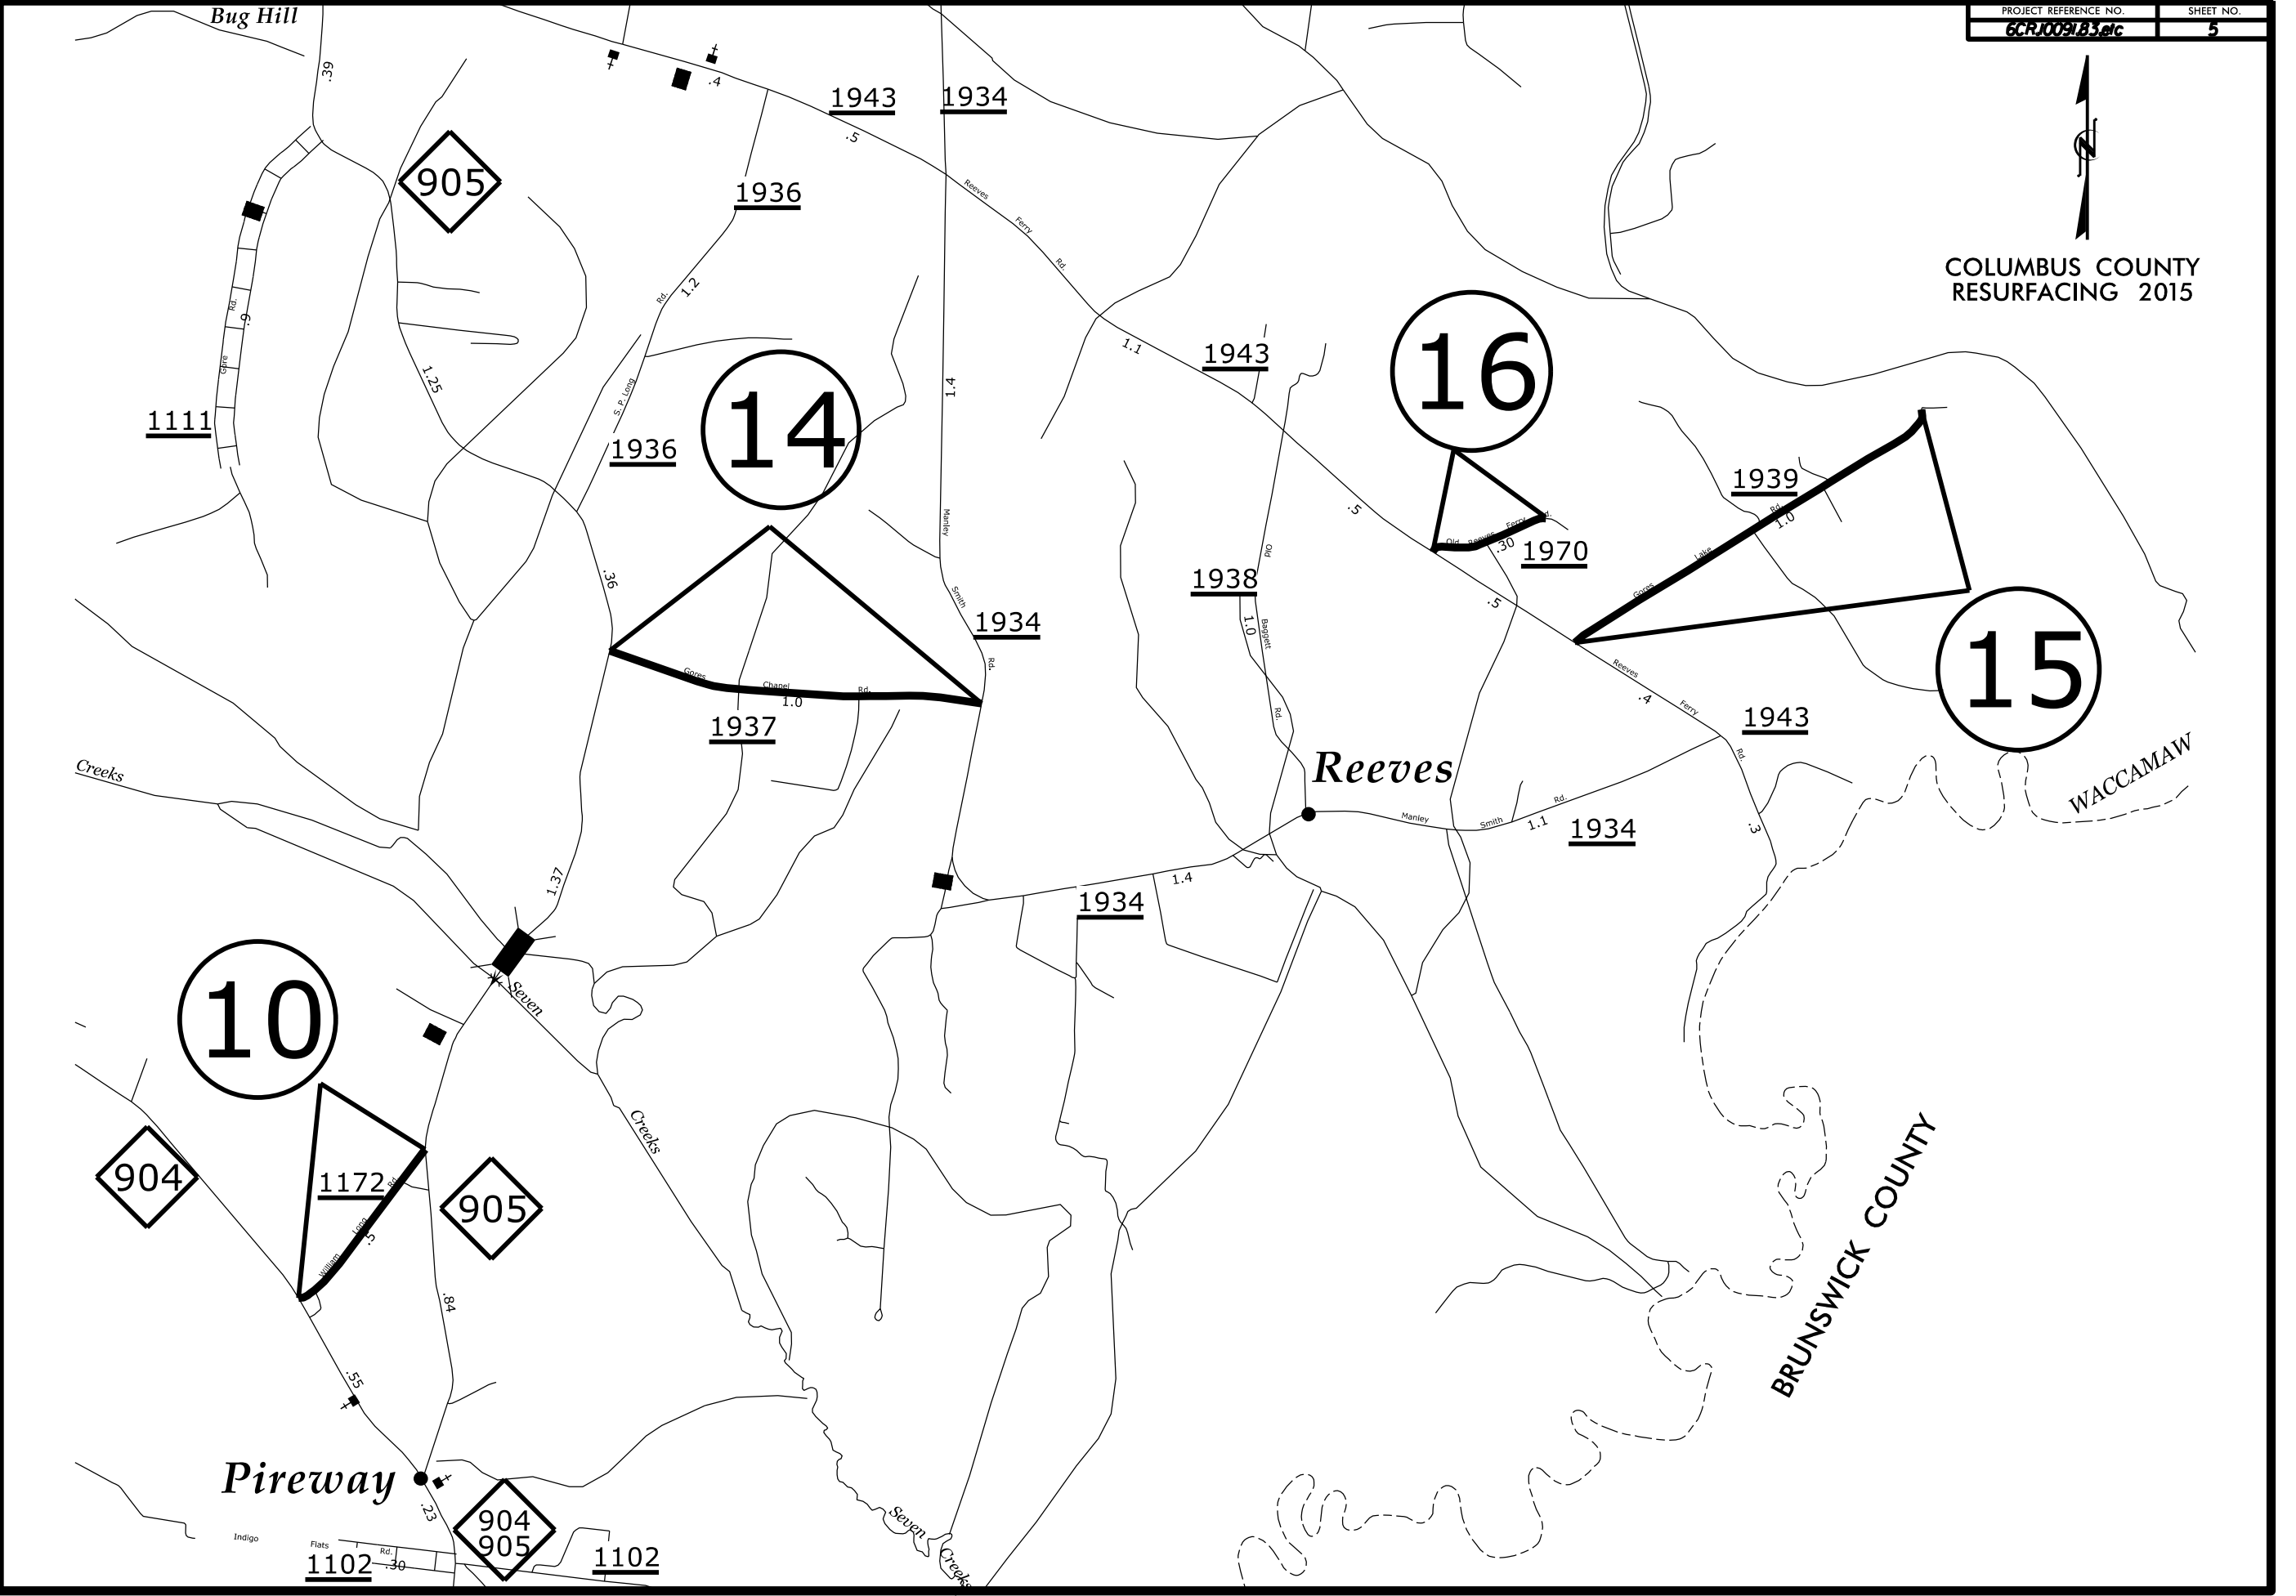 PROJECT REFERENCE NO.
SHEET NO.
6CR.10091.83,etc
5
Bug Hill
COLUMBUS COUNTY
RESURFACING 2015
.39
.4
1943
1934
.5
905
1936
Reeves
Ferry
Rd.
Rd.
1.2
Rd.
.9
Gore
1.25
1.1
1943
16
1.4
S. P. Long
1111
14
1936
1939
Rd.
1.0
.5
Manley
Old Reeves Ferry Rd.
.30
1970
Old
1938
Lake
.36
Smith
Gores
.5
1934
1.0
Baggett
15
Rd.
Gores Chapel Rd.
1.0
Reeves
.4
Ferry
1937
Rd.
1943
Rd.
Creeks
Reeves
WACCAMAW
Manley
Smith
Rd.
1.1
1934
.3
1.37
1.4
1934
10
Seven
Creeks
904
1172
Rd.
905
Long
.5
William
.84
BRUNSWICK COUNTY
.55
Pireway
.23
904
905
Seven
Indigo
Flats
Rd.
.30
1102
1102
Creeks